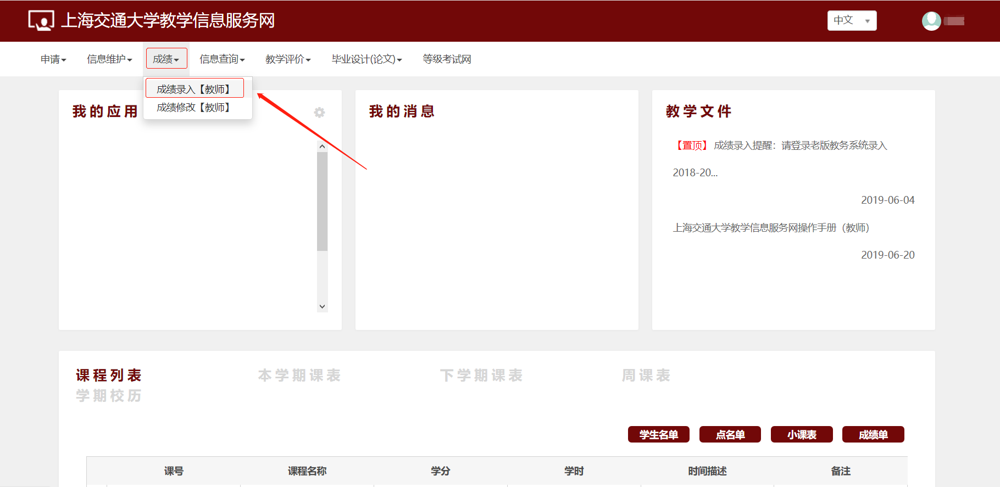 上海交通大学教学信息服务网
中文
申请 信息维护 成绩 信息查询 教学评价 毕业设计(论文) 等级考试网
成绩录入【教师】
成绩修改【教师】
我的应用
我的消息
教学文件
【置顶】 成绩录入提醒：请登录老版教务系统录入
2018-20...
2019-06-04
上海交通大学教学信息服务网操作手册（教师）
2019-06-20
课程列表 本学期课表 下学期课表 周课表
学期校历
学生名单 点名单 小课表 成绩单
课号 课程名称 学分 学时 时间描述 备注